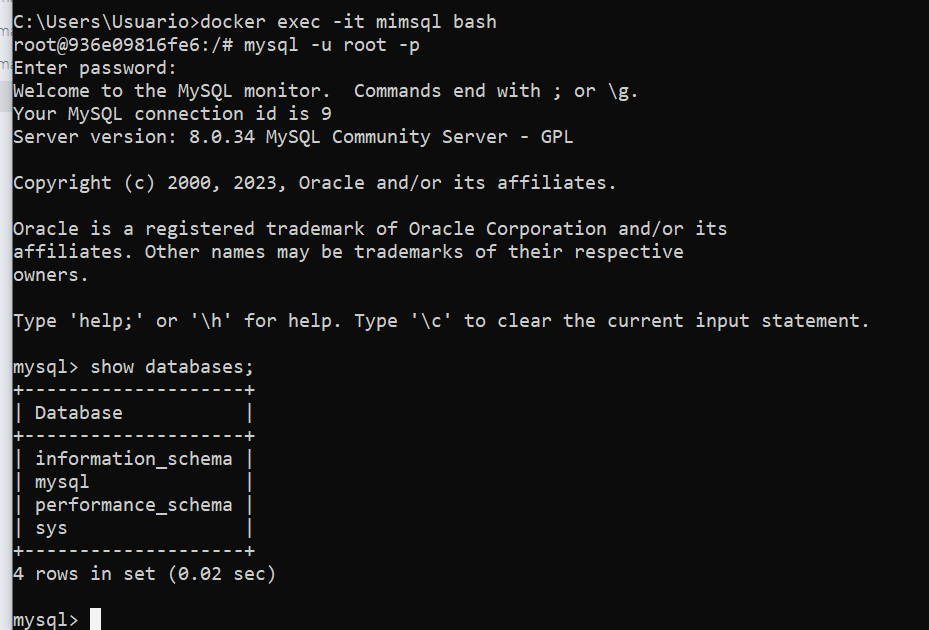 C:\Users\Usuario>docker exec -it mimsql bash
root@936e09816fe6:/# mysql -u root -p
Enter password:
Welcome to the MySQL monitor.  Commands end with ; or \g.
Your MySQL connection id is 9
Server version: 8.0.34 MySQL Community Server - GPL

Copyright (c) 2000, 2023, Oracle and/or its affiliates.

Oracle is a registered trademark of Oracle Corporation and/or its
affiliates. Other names may be trademarks of their respective
owners.

Type 'help;' or '\h' for help. Type '\c' to clear the current input statement.

mysql> show databases;
+--------------------+
| Database           |
+--------------------+
| information_schema |
| mysql              |
| performance_schema |
| sys                |
+--------------------+
4 rows in set (0.02 sec)

mysql>